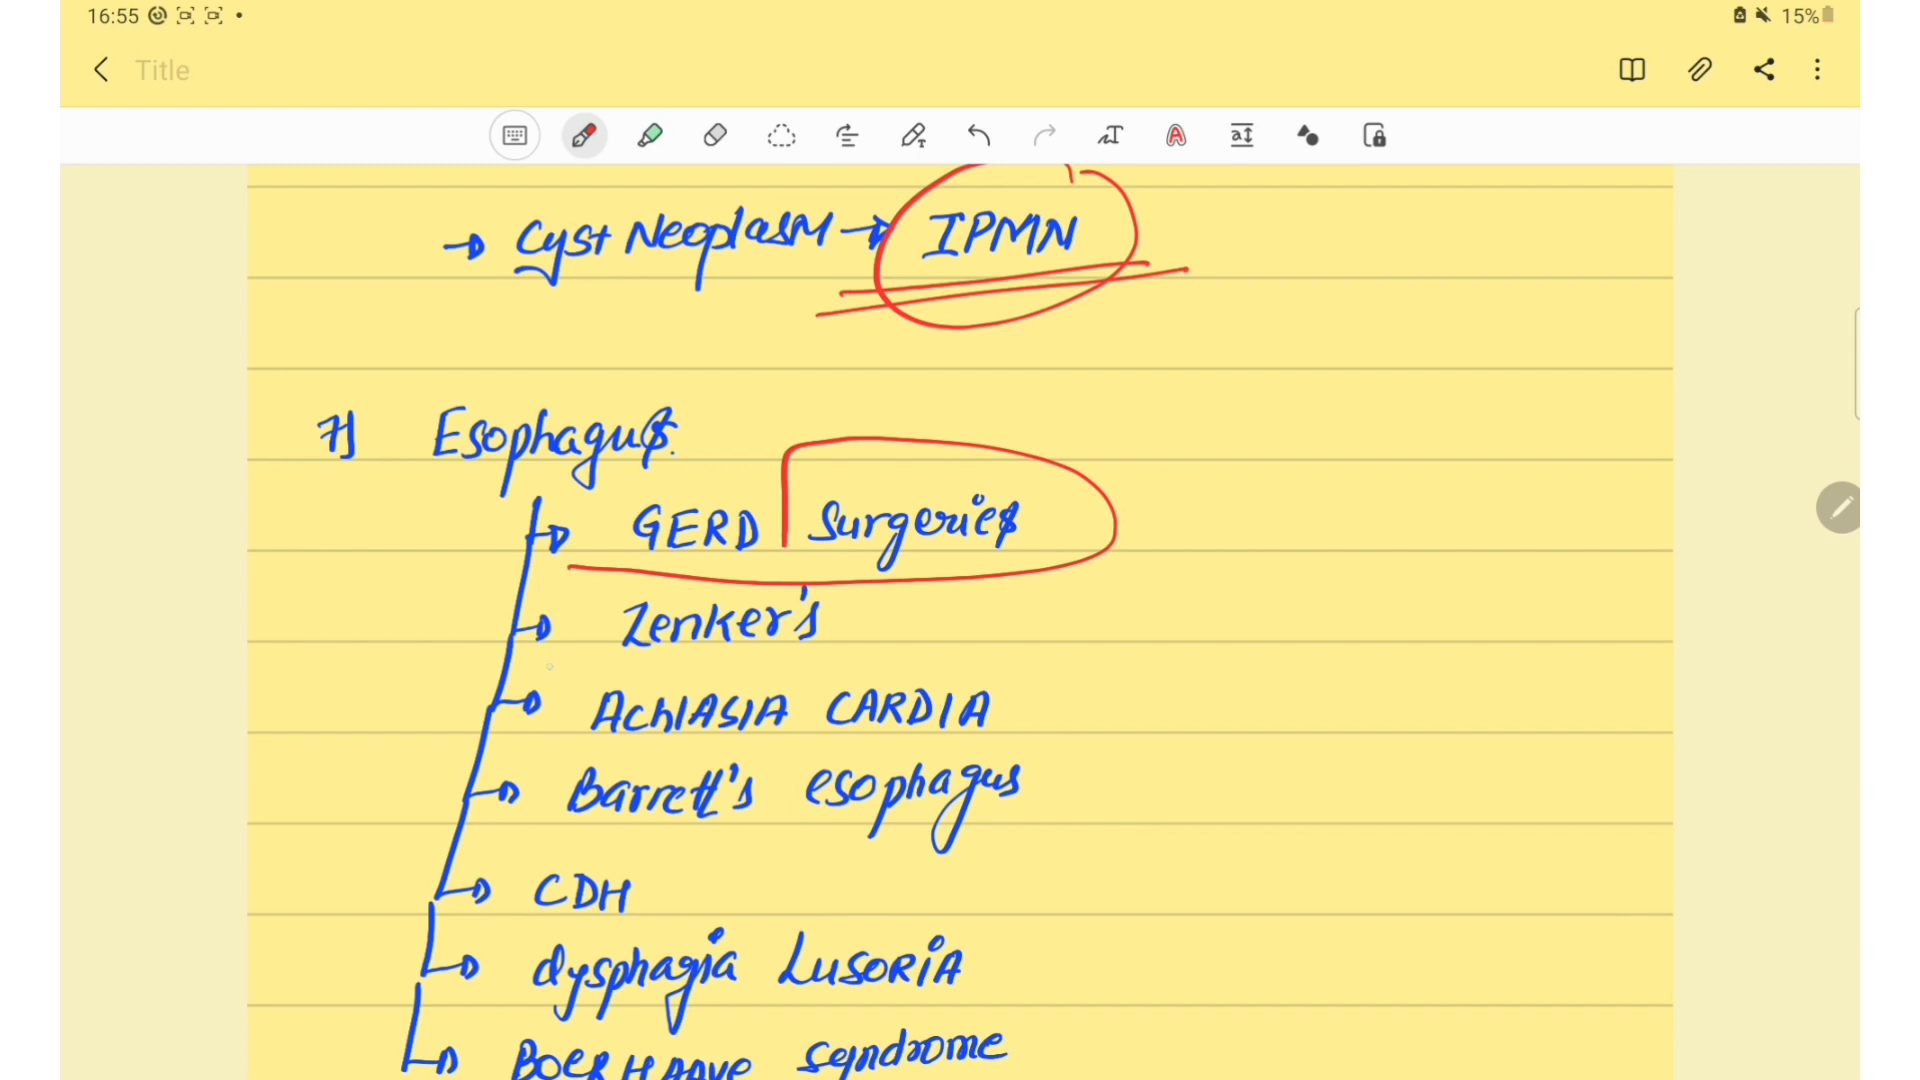 16:55
15%
Title
→ Cyst Neoplasm → IPMN
7] Esophagus.
→ GERD Surgeries
→ Zenker's
→ AChlASIA CARDIA
→ Barrett's esophagus
→ CDH
→ dysphagia LUSORIA
→ BOERHAAVE syndrome